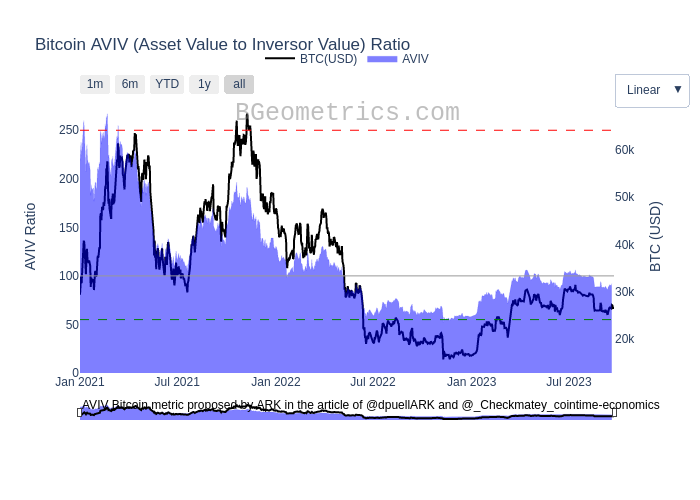 Bitcoin AVIV (Asset Value to Inversor Value) Ratio
BTC(USD) AVIV
1m 6m YTD 1y all
Linear ▼
BGeometrics.com
250
200
150
100
50
0
AVIV Ratio
60k
50k
40k
30k
20k
BTC (USD)
Jan 2021 Jul 2021 Jan 2022 Jul 2022 Jan 2023 Jul 2023
AVIV Bitcoin metric proposed by ARK in the article of @dpuellARK and @_Checkmatey_cointime-economics